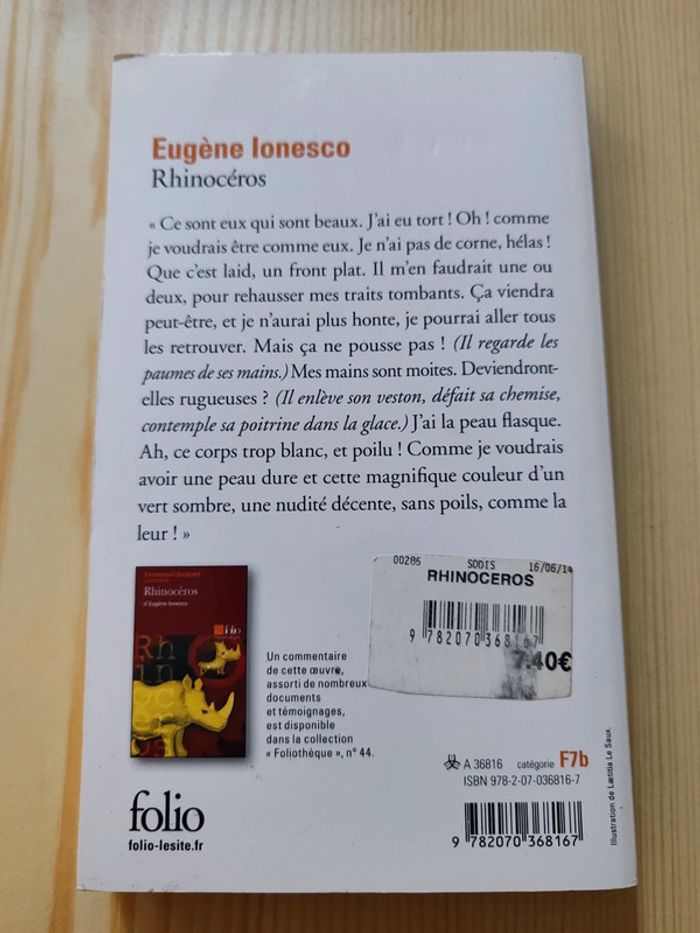 Eugène Ionesco
Rhinocéros
« Ce sont eux qui sont beaux. J'ai eu tort ! Oh ! comme
je voudrais être comme eux. Je n'ai pas de corne, hélas !
Que c'est laid, un front plat. Il m'en faudrait une ou
deux, pour rehausser mes traits tombants. Ça viendra
peut-être, et je n'aurai plus honte, je pourrai aller tous
les retrouver. Mais ça ne pousse pas ! (Il regarde les
paumes de ses mains.) Mes mains sont moites. Deviendront-
elles rugueuses ? (Il enlève son veston, défait sa chemise,
contemple sa poitrine dans la glace.) J'ai la peau flasque.
Ah, ce corps trop blanc, et poilu ! Comme je voudrais
avoir une peau dure et cette magnifique couleur d'un
vert sombre, une nudité décente, sans poils, comme la
leur ! »
Rhinocéros
d'Eugène Ionesco
folio
Rh
in
oc
Un commentaire
de cette œuvre,
assorti de nombreux
documents
et témoignages,
est disponible
dans la collection
« Foliothèque », n° 44.
00285 SODIS 16/06/14
RHINOCEROS
9 782070 368167
7.40€
A 36816 catégorie F7b
ISBN 978-2-07-036816-7
9 782070 368167
folio
folio-lesite.fr
Illustration de Lætitia Le Saux.